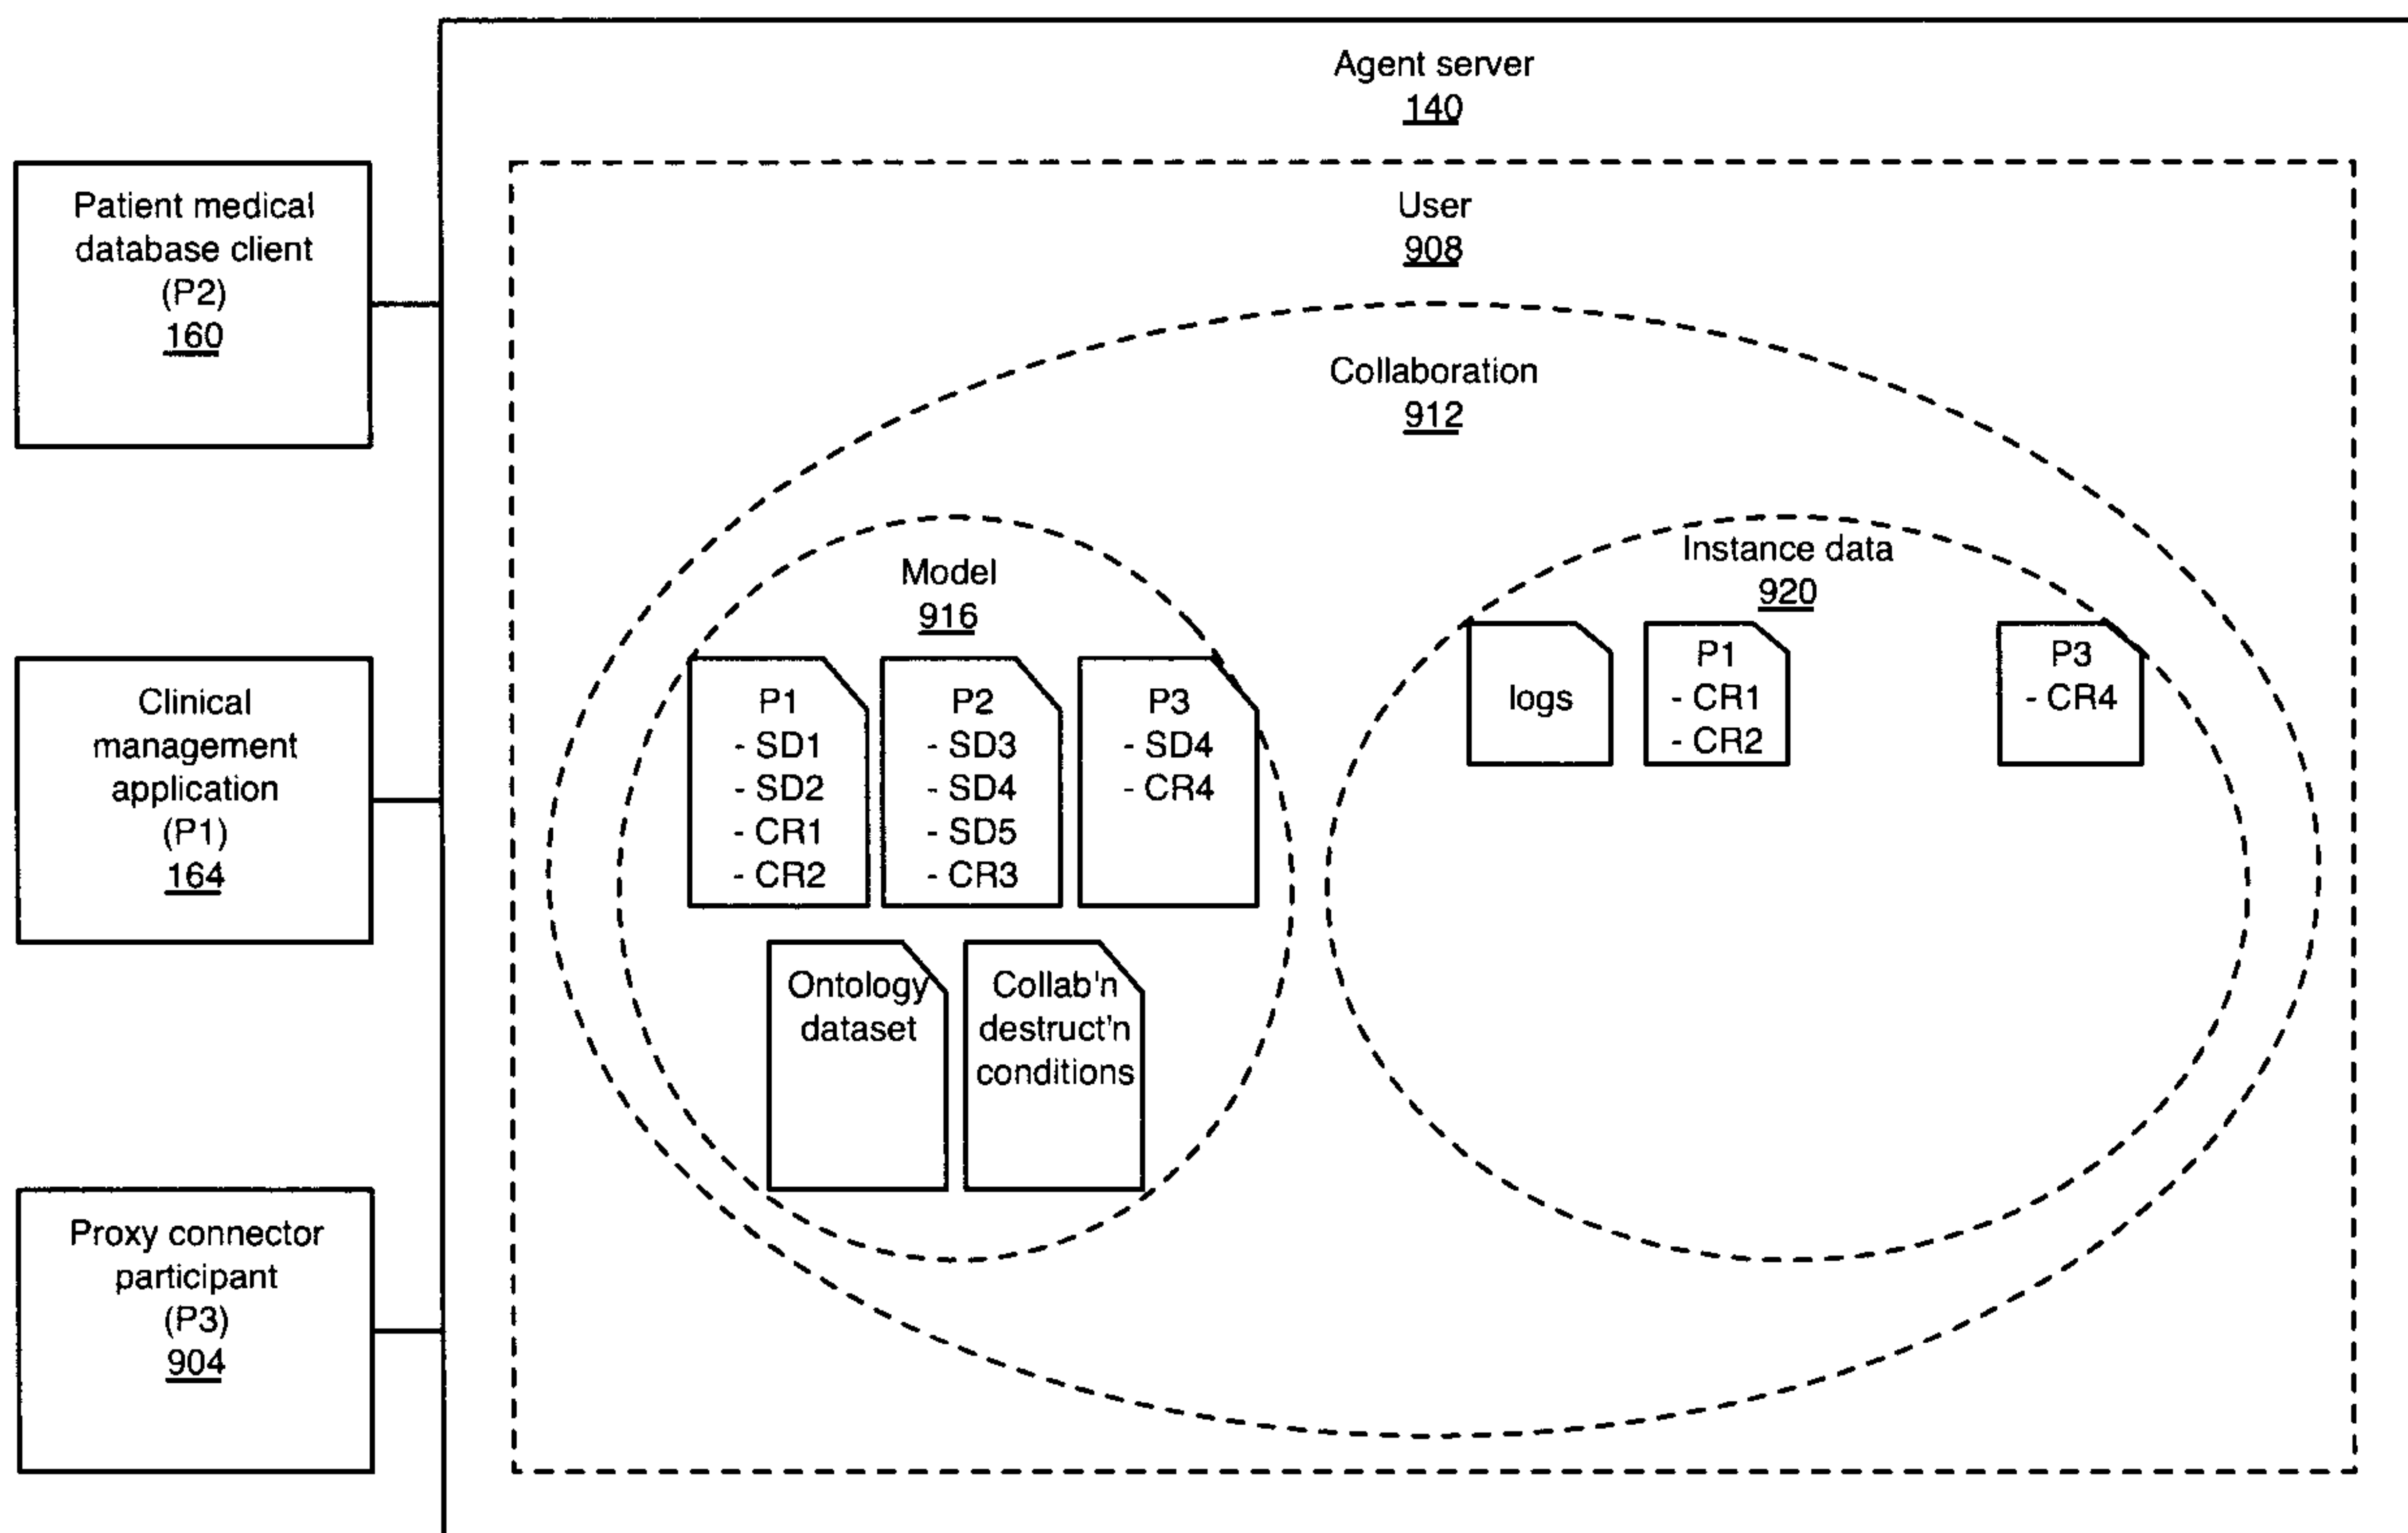 Agent server
140
User
908
Collaboration
912
Patient medical
database client
(P2)
160
Clinical
management
application
(P1)
164
Proxy connector
participant
(P3)
904
Model
916
P1
- SD1
- SD2
- CR1
- CR2
P2
- SD3
- SD4
- SD5
- CR3
P3
- SD4
- CR4
Ontology
dataset
Collab'n
destruct'n
conditions
Instance data
920
logs
P1
- CR1
- CR2
P3
- CR4